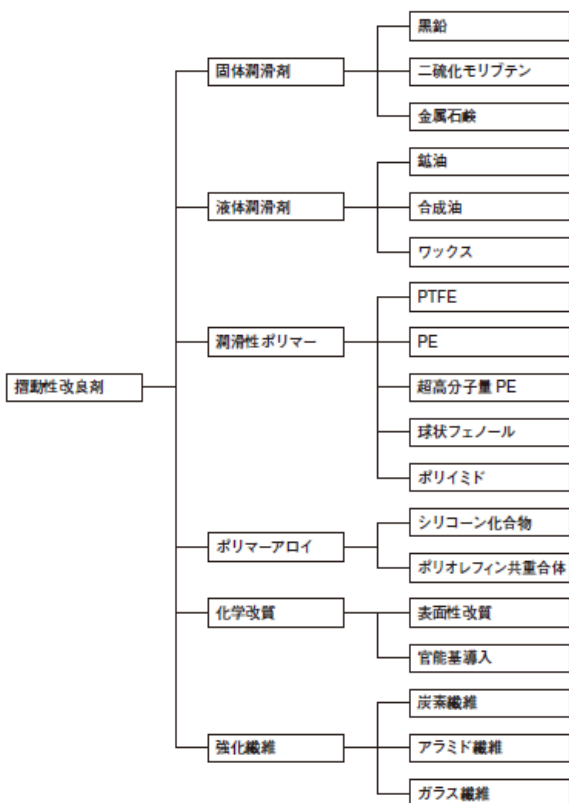 摺動性改良剤
固体潤滑剤
黒鉛
二硫化モリブテン
金属石鹸
液体潤滑剤
鉱油
合成油
ワックス
潤滑性ポリマー
PTFE
PE
超高分子量 PE
球状フェノール
ポリイミド
ポリマーアロイ
シリコーン化合物
ポリオレフィン共重合体
化学改質
表面性改質
官能基導入
強化繊維
炭素繊維
アラミド繊維
ガラス繊維